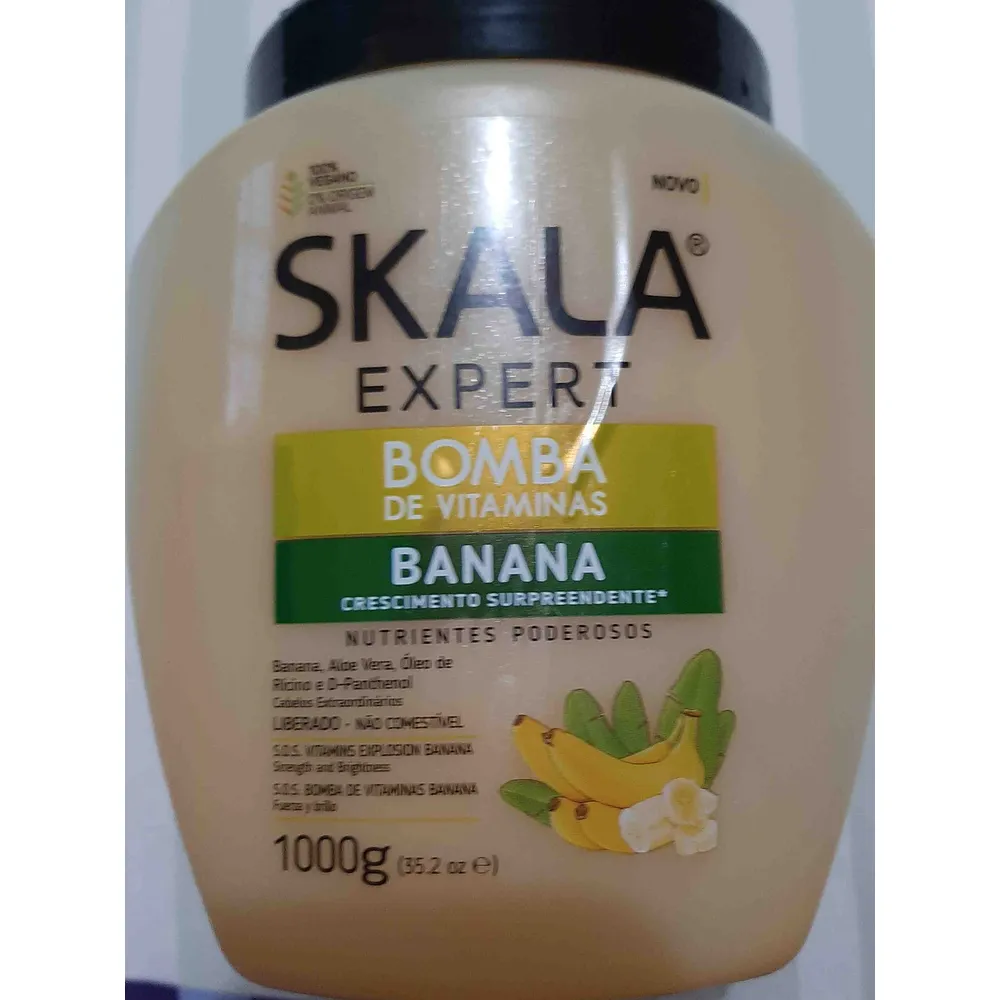 100%
VEGANO
0% ORIGEM
ANIMAL
NOVO
SKALA®
EXPERT
BOMBA
DE VITAMINAS
BANANA
CRESCIMENTO SURPREENDENTE*
NUTRIENTES PODEROSOS
Banana, Aloe Vera, Óleo de
Rícino e D-Panthenol
Cabelos Extraordinários
LIBERADO - NÃO COMESTÍVEL
S.O.S. VITAMINS EXPLOSION BANANA
Strength and Brightness
S.O.S. BOMBA DE VITAMINAS BANANA
Fuerza y brillo
1000g (35.2 oz ℮)